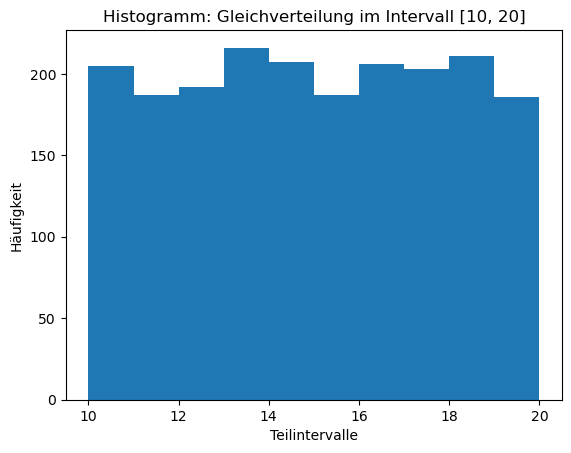 Histogramm: Gleichverteilung im Intervall [10, 20]
Häufigkeit
200
150
100
50
0
10 12 14 16 18 20
Teilintervalle